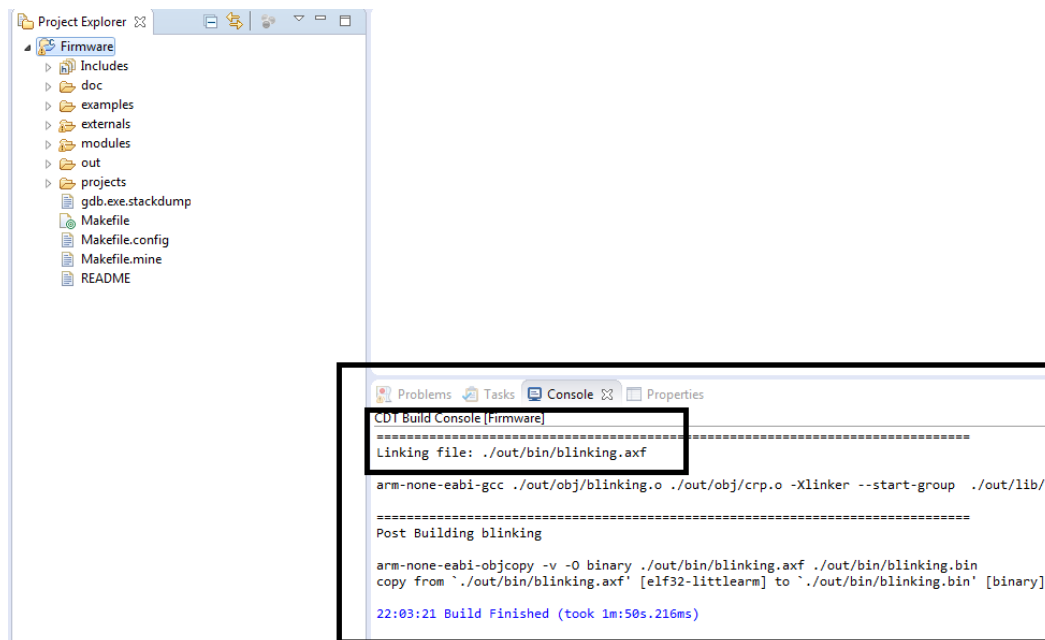 Project Explorer
Firmware
Includes
doc
examples
externals
modules
out
projects
gdb.exe.stackdump
Makefile
Makefile.config
Makefile.mine
README
Problems Tasks Console Properties
CDT Build Console [Firmware]
===============================================================================
Linking file: ./out/bin/blinking.axf
arm-none-eabi-gcc ./out/obj/blinking.o ./out/obj/crp.o -Xlinker --start-group ./out/lib/
===============================================================================
Post Building blinking
arm-none-eabi-objcopy -v -O binary ./out/bin/blinking.axf ./out/bin/blinking.bin
copy from `./out/bin/blinking.axf' [elf32-littlearm] to `./out/bin/blinking.bin' [binary]
22:03:21 Build Finished (took 1m:50s.216ms)